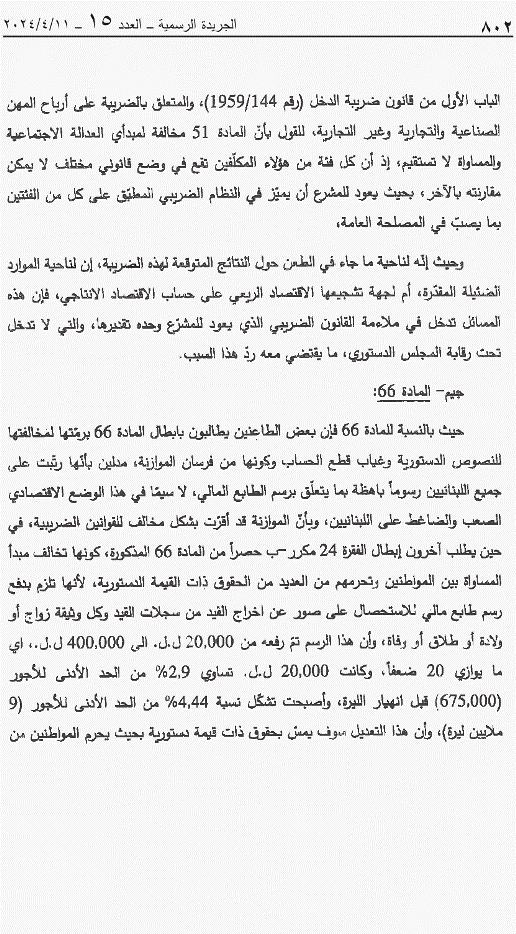 ٨٠٢
الجريدة الرسمية ــ العدد ١٥ ــ ٢٠٢٤/٤/١١
الباب الأول من قانون ضريبة الدخل (رقم 1959/144)، والمتعلق بالضريبة على أرباح المهن
الصناعية والتجارية وغير التجارية، للقول بأنّ المادة 51 مخالفة لمبدأي العدالة الاجتماعية
والمساواة لا تستقيم، إذ أن كل فئة من هؤلاء المكلّفين تقع في وضع قانوني مختلف لا يمكن
مقارنته بالآخر، بحيث يعود للمشرع أن يميّز في النظام الضريبي المطبّق على كل من الفئتين
بما يصبّ في المصلحة العامة،
وحيث إنّه لناحية ما جاء في الطعن حول النتائج المتوقعة لهذه الضريبة، إن لناحية الموارد
الضئيلة المقدّرة، أم لجهة تشجيعها الاقتصاد الريعي على حساب الاقتصاد الانتاجي، فإن هذه
المسائل تدخل في ملاءمة القانون الضريبي الذي يعود للمشرّع وحده تقديرها، والتي لا تدخل
تحت رقابة المجلس الدستوري، ما يقتضي معه ردّ هذا السبب.
جيم– المادة 66:
حيث بالنسبة للمادة 66 فإن بعض الطاعنين يطالبون بابطال المادة 66 برمّتها لمخالفتها
للنصوص الدستورية وغياب قطع الحساب وكونها من فرسان الموازنة، مدلين بأنّها رتّبت على
جميع اللبنانيين رسوماً باهظة بما يتعلّق برسم الطابع المالي، لا سيمّا في هذا الوضع الاقتصادي
الصعب والضاغط على اللبنانيين، وبأنّ الموازنة قد أقرّت بشكل مخالف للقوانين الضريبية، في
حين يطلب آخرون إبطال الفقرة 24 مكرر –ب حصراً من المادة 66 المذكورة، كونها تخالف مبدأ
المساواة بين المواطنين وتحرمهم من العديد من الحقوق ذات القيمة الدستورية، لأنها تلزم بدفع
رسم طابع مالي للاستحصال على صور عن اخراج القيد من سجلات القيد وكل وثيقة زواج أو
ولادة أو طلاق أو وفاة، وأن هذا الرسم تمّ رفعه من 20,000 ل.ل. الى 400,000 ل.ل.، اي
ما يوازي 20 ضعفاً، وكانت 20,000 ل.ل. تساوي 2,9% من الحد الأدنى للأجور
(675,000) قبل انهيار الليرة، وأصبحت تشكّل نسبة 4,44% من الحد الأدنى للأجور (9
ملايين ليرة)، وأن هذا التعديل سوف يمسّ بحقوق ذات قيمة دستورية بحيث يحرم المواطنين من